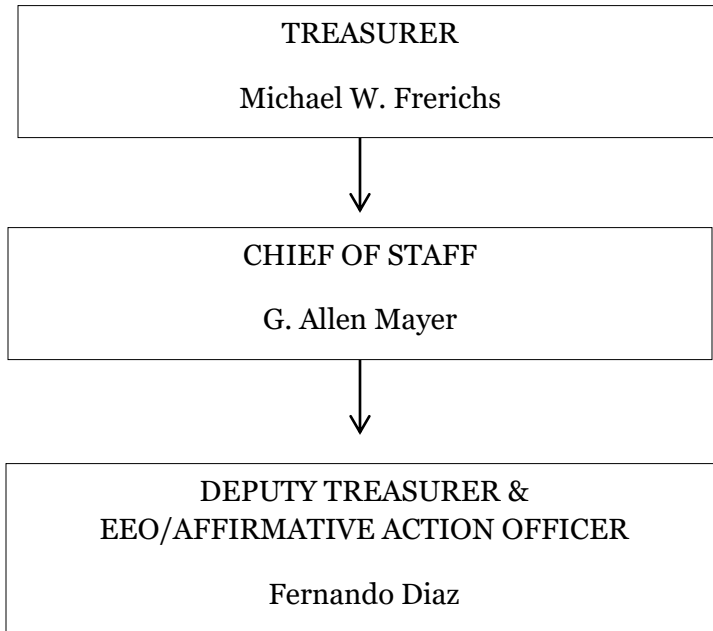 TREASURER
Michael W. Frerichs
CHIEF OF STAFF
G. Allen Mayer
DEPUTY TREASURER &
EEO/AFFIRMATIVE ACTION OFFICER
Fernando Diaz